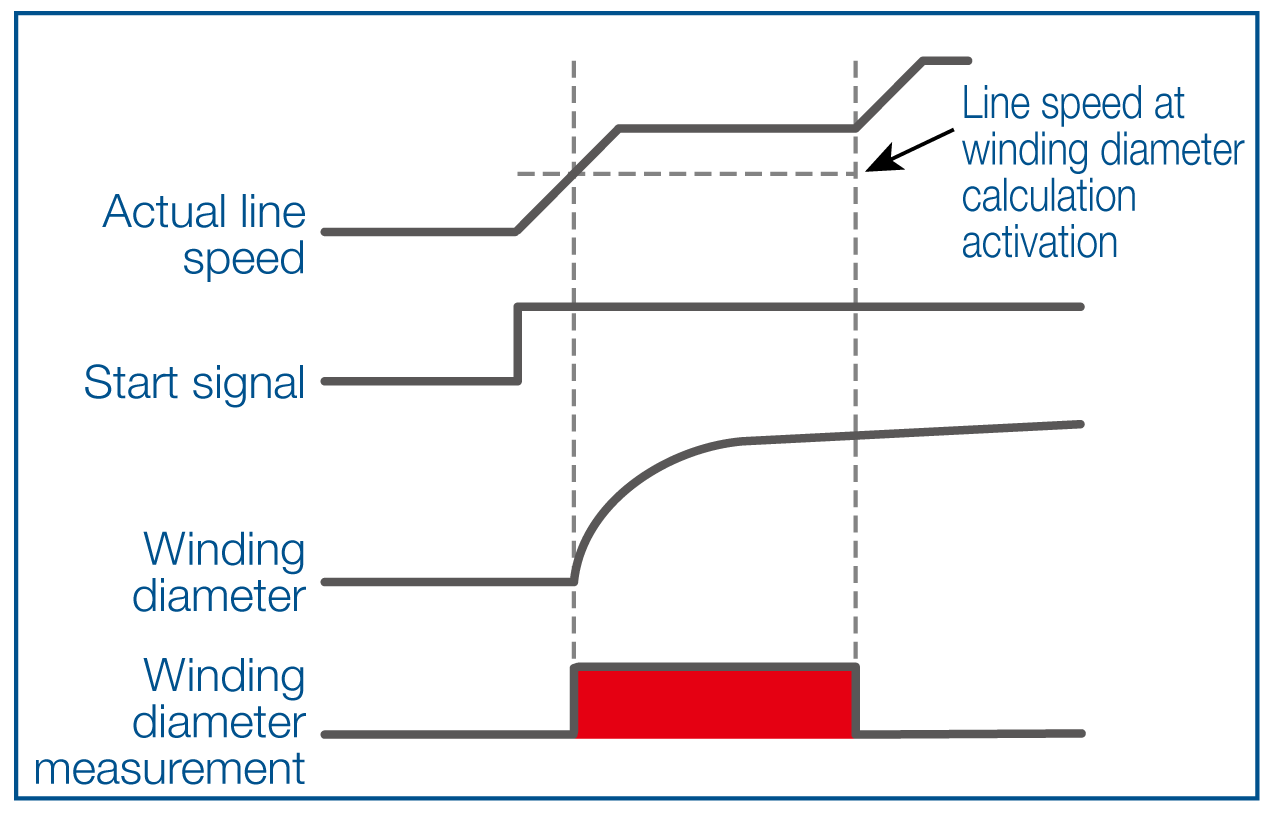 Line speed at
winding diameter
calculation
activation
Actual line
speed
Start signal
Winding
diameter
Winding
diameter
measurement